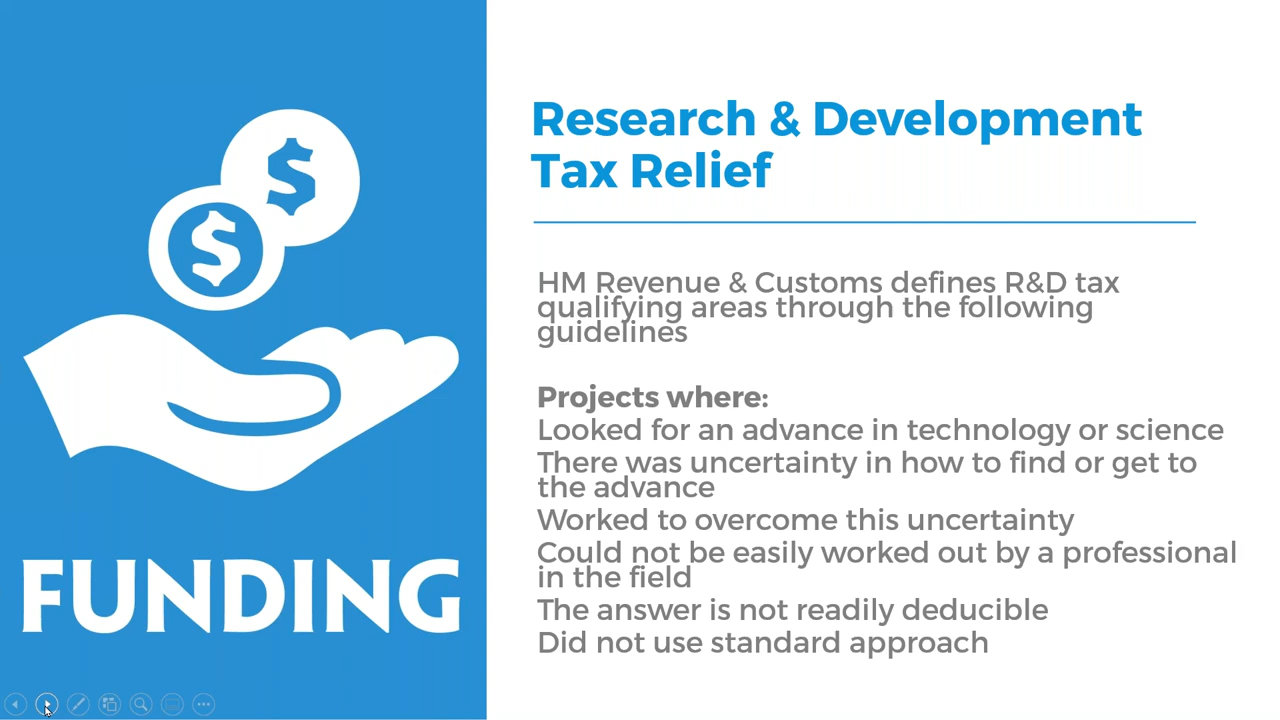 $
$
FUNDING
Research & Development
Tax Relief
HM Revenue & Customs defines R&D tax
qualifying areas through the following
guidelines
Projects where:
Looked for an advance in technology or science
There was uncertainty in how to find or get to
the advance
Worked to overcome this uncertainty
Could not be easily worked out by a professional
in the field
The answer is not readily deducible
Did not use standard approach